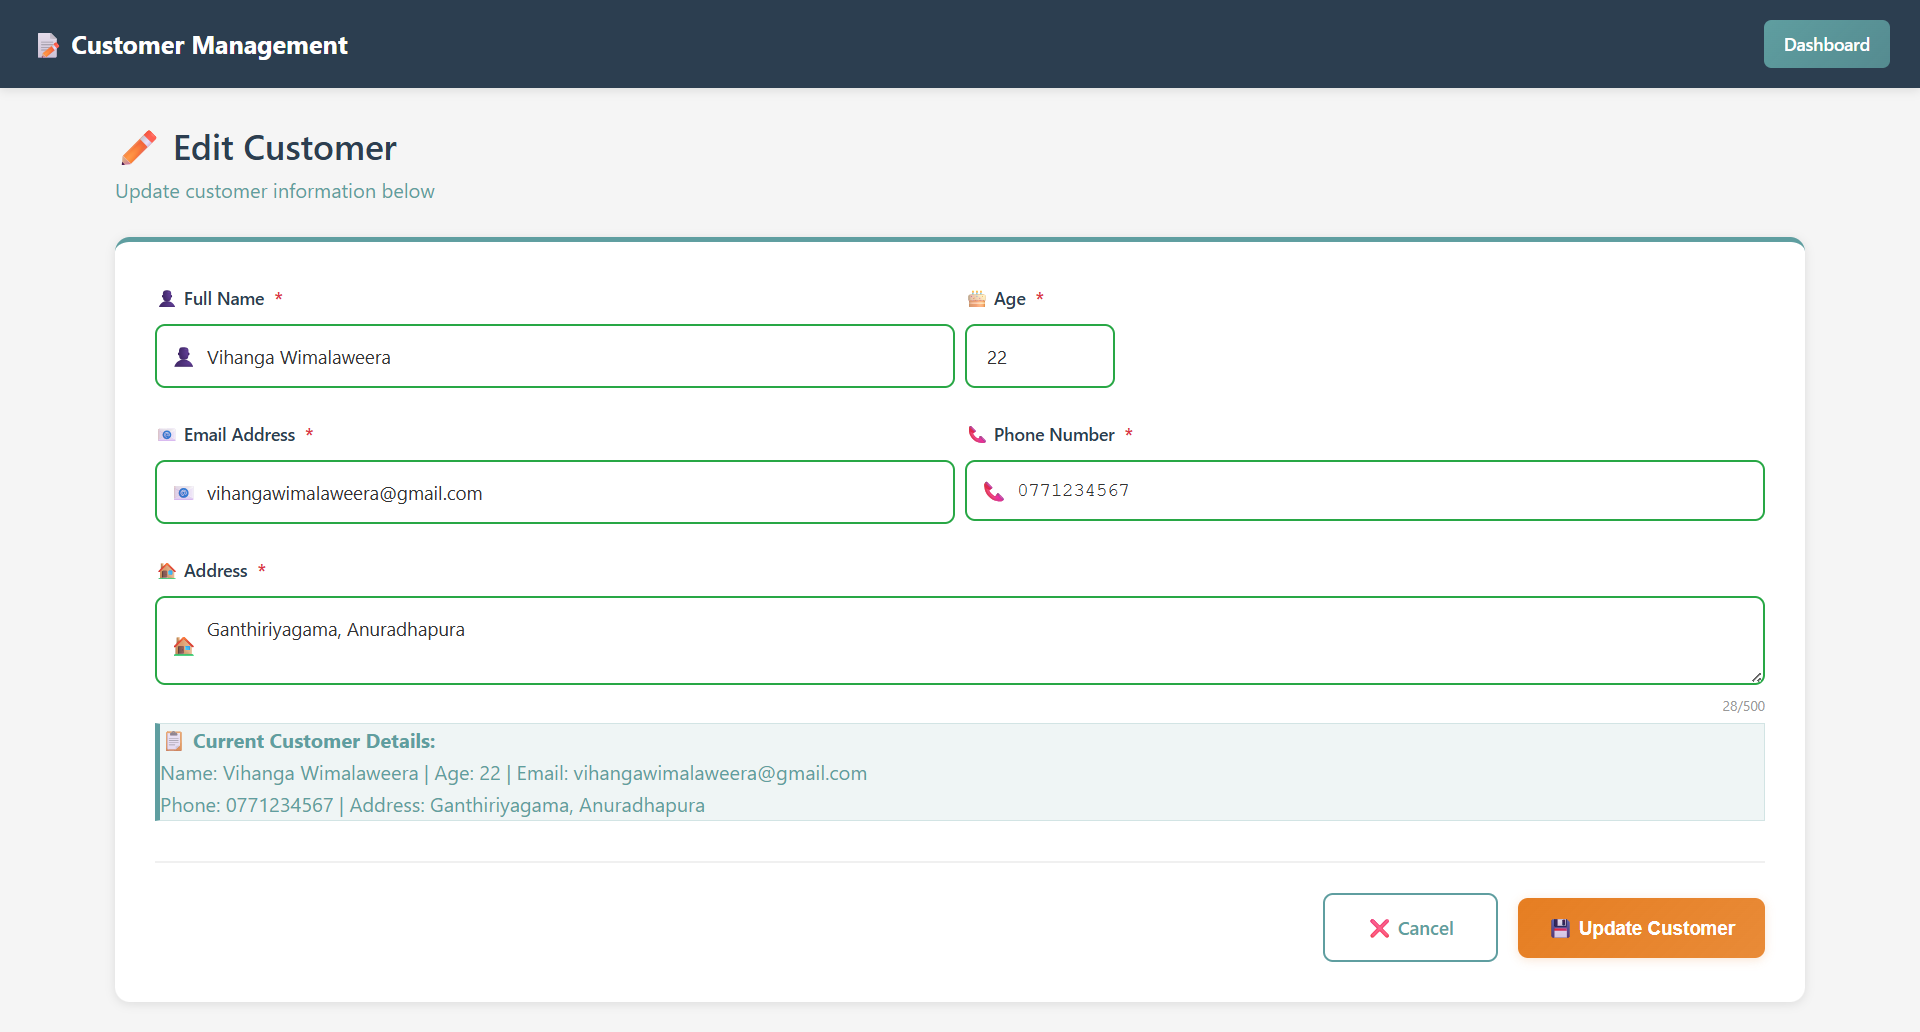 Customer Management
Dashboard
Edit Customer
Update customer information below
Full Name *
Age *
Vihanga Wimalaweera
22
Email Address *
Phone Number *
vihangawimalaweera@gmail.com
0771234567
Address *
Ganthiriyagama, Anuradhapura
28/500
Current Customer Details:
Name: Vihanga Wimalaweera | Age: 22 | Email: vihangawimalaweera@gmail.com
Phone: 0771234567 | Address: Ganthiriyagama, Anuradhapura
Cancel
Update Customer